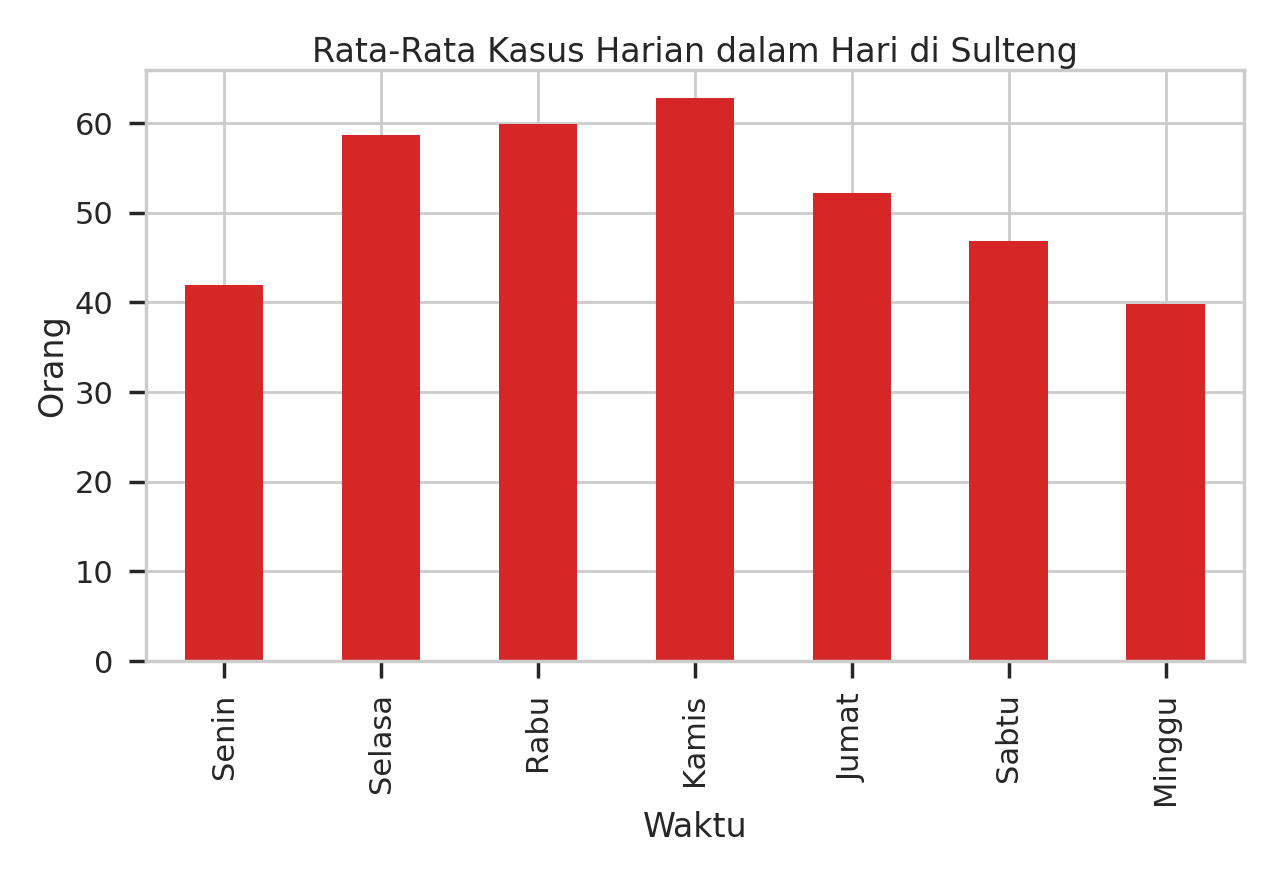 Rata-Rata Kasus Harian dalam Hari di Sulteng
60
50
40
30
20
10
0
Orang
Senin
Selasa
Rabu
Kamis
Jumat
Sabtu
Minggu
Waktu